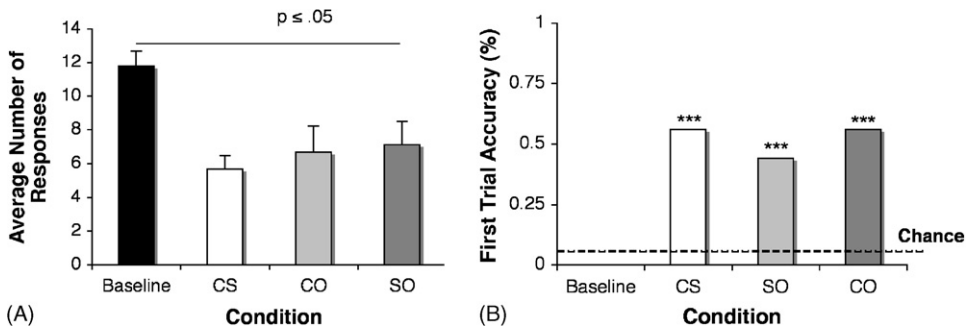 p ≤ .05
14
12
10
8
6
4
2
0
Average Number of
Responses
Baseline
CS
CO
SO
(A)
Condition
1
0.75
0.5
0.25
0
First Trial Accuracy (%)
***
***
***
Chance
Baseline
CS
SO
CO
(B)
Condition